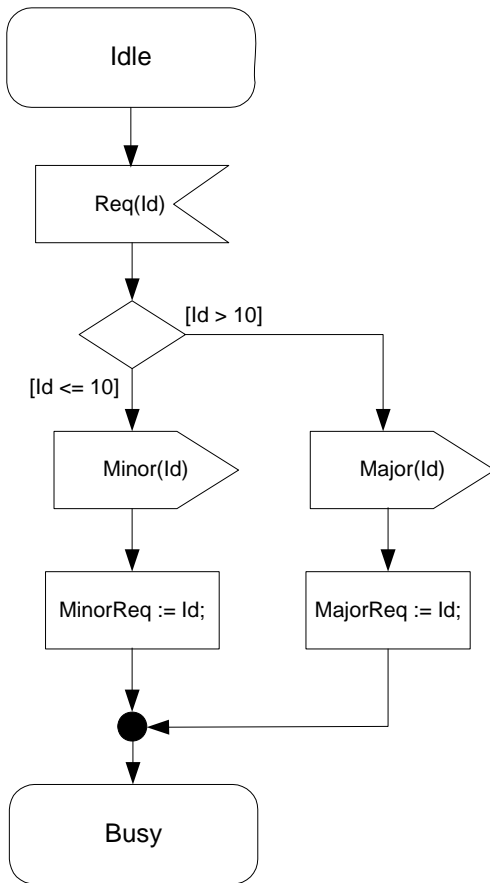 Idle
Req(Id)
[Id > 10]
[Id <= 10]
Minor(Id)
Major(Id)
MinorReq := Id;
MajorReq := Id;
Busy